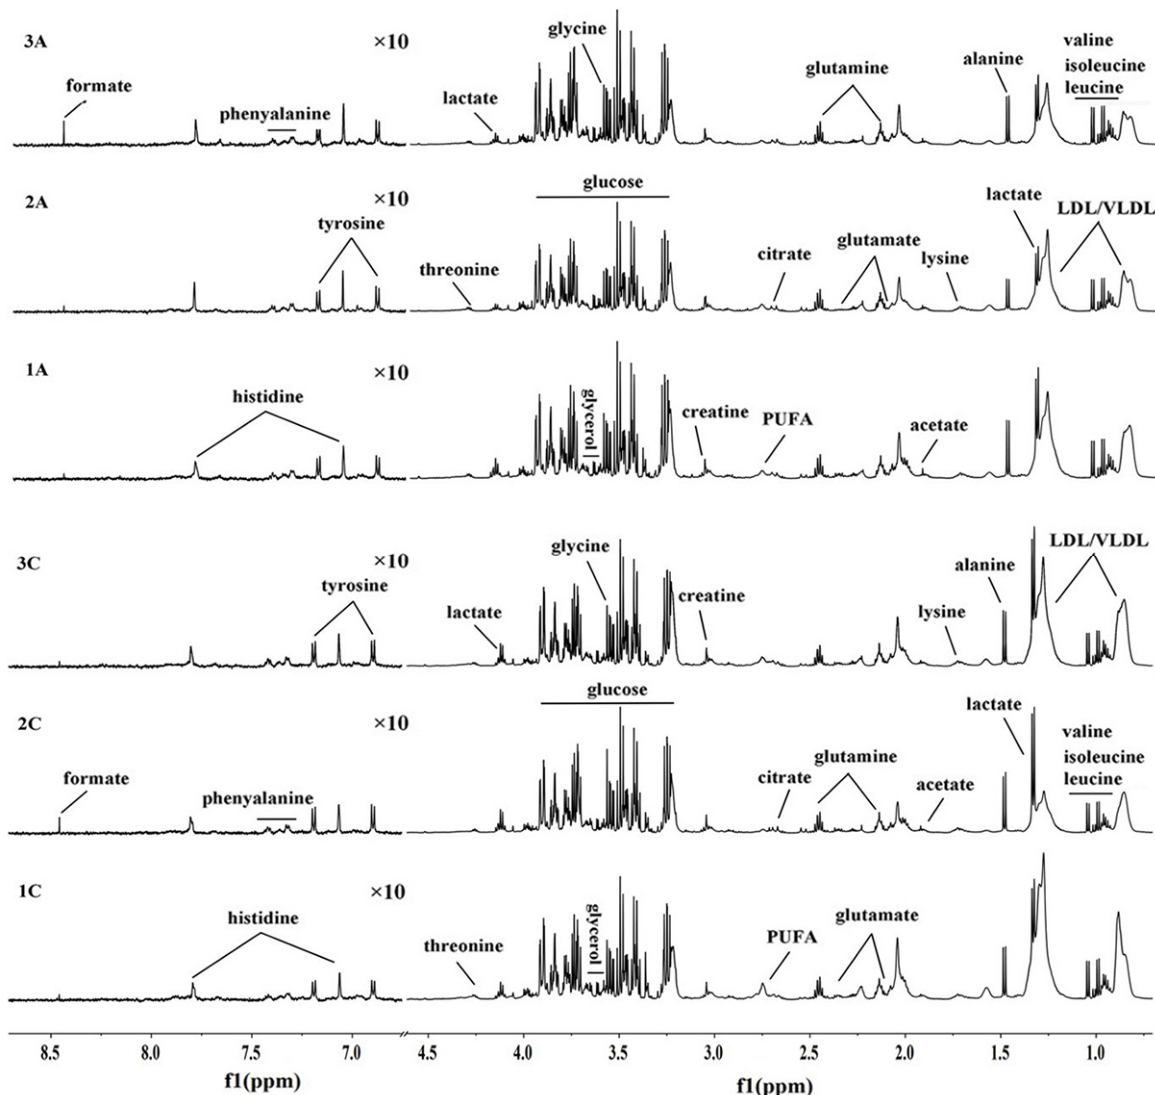 3A
×10
formate
phenyalanine
lactate
glycine
glutamine
alanine
valine
isoleucine
leucine
2A
×10
tyrosine
threonine
glucose
citrate
glutamate
lysine
lactate
LDL/VLDL
1A
×10
histidine
glycerol
creatine
PUFA
acetate
3C
×10
tyrosine
lactate
glycine
creatine
lysine
alanine
LDL/VLDL
2C
×10
formate
phenyalanine
glucose
citrate
glutamine
acetate
lactate
valine
isoleucine
leucine
1C
×10
histidine
threonine
glycerol
PUFA
glutamate
8.5 8.0 7.5 7.0 4.5 4.0 3.5 3.0 2.5 2.0 1.5 1.0
f1(ppm) f1(ppm)